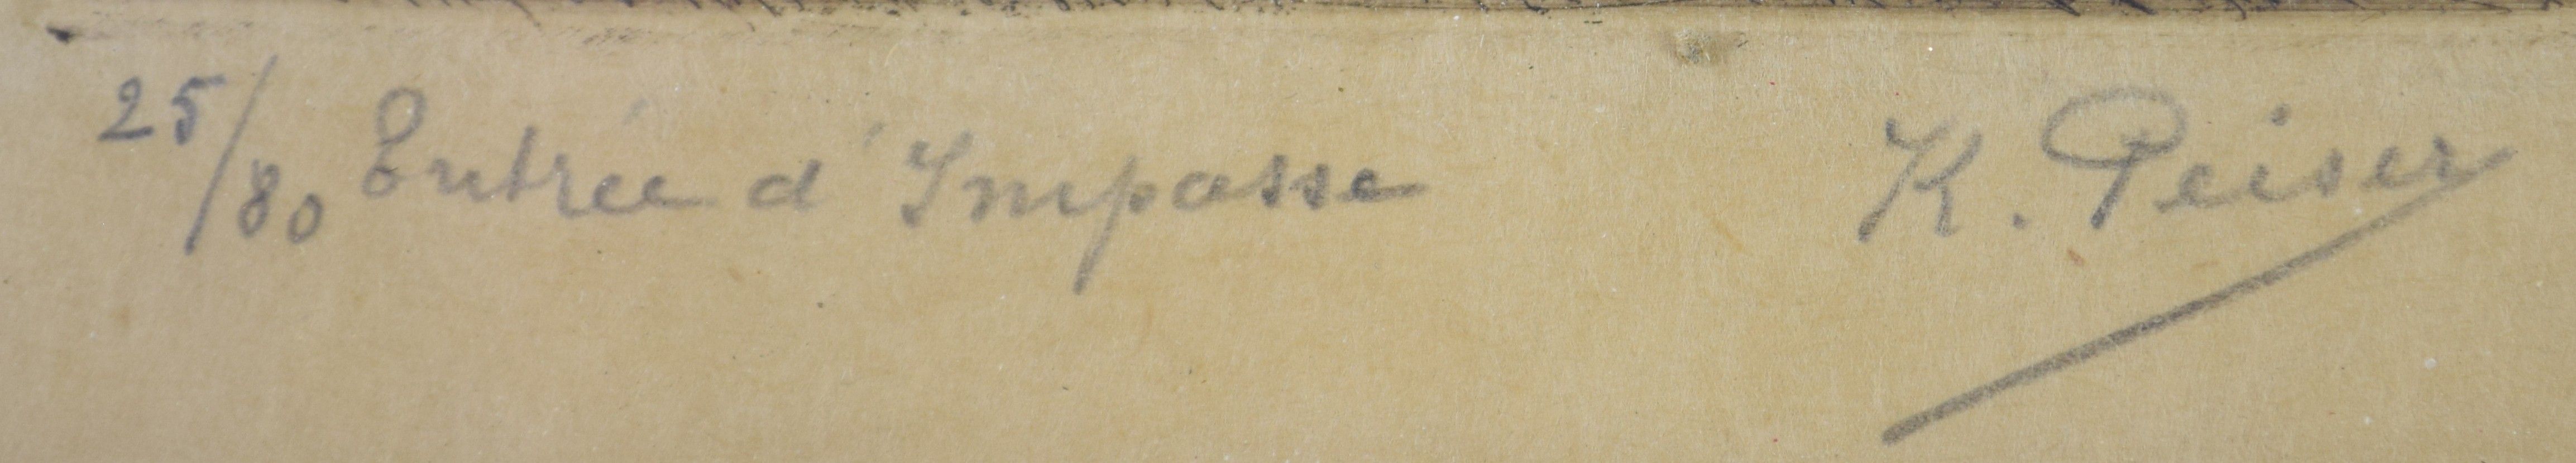 25/80 Entrée d'Impasse K. Peiser